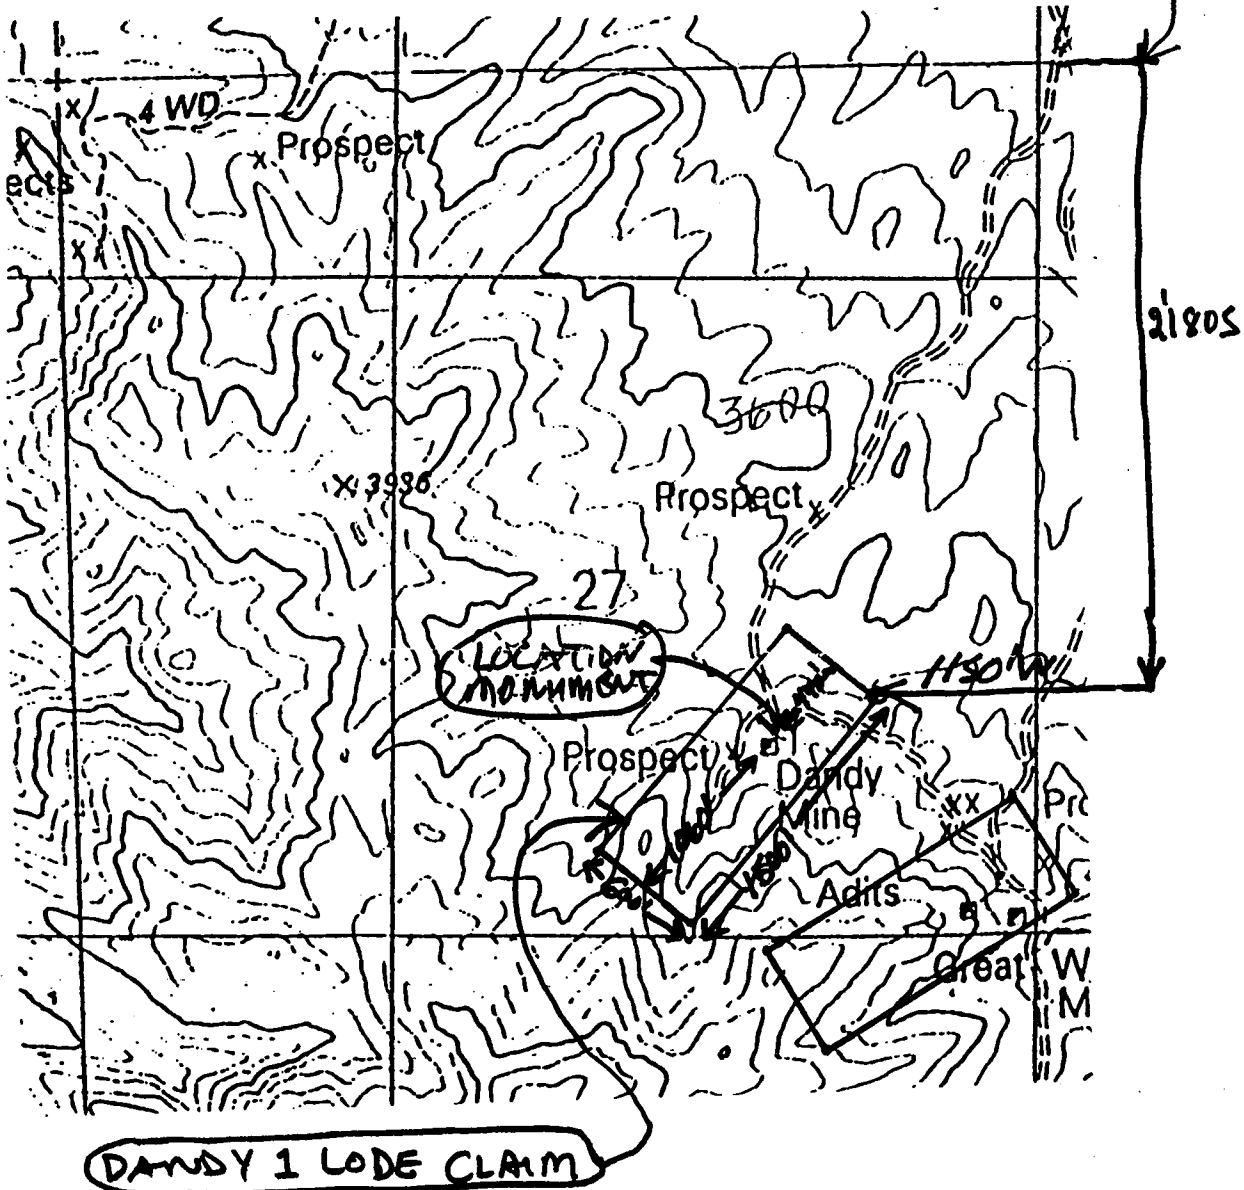 4 WD
Prospect
ects
2180S
3600
3936
Prospect
27
LOCATION
MONUMENT
1150'W
Prospect
Dandy
Mine
1500
Adits
Great W
M
DANDY 1 LODE CLAIM